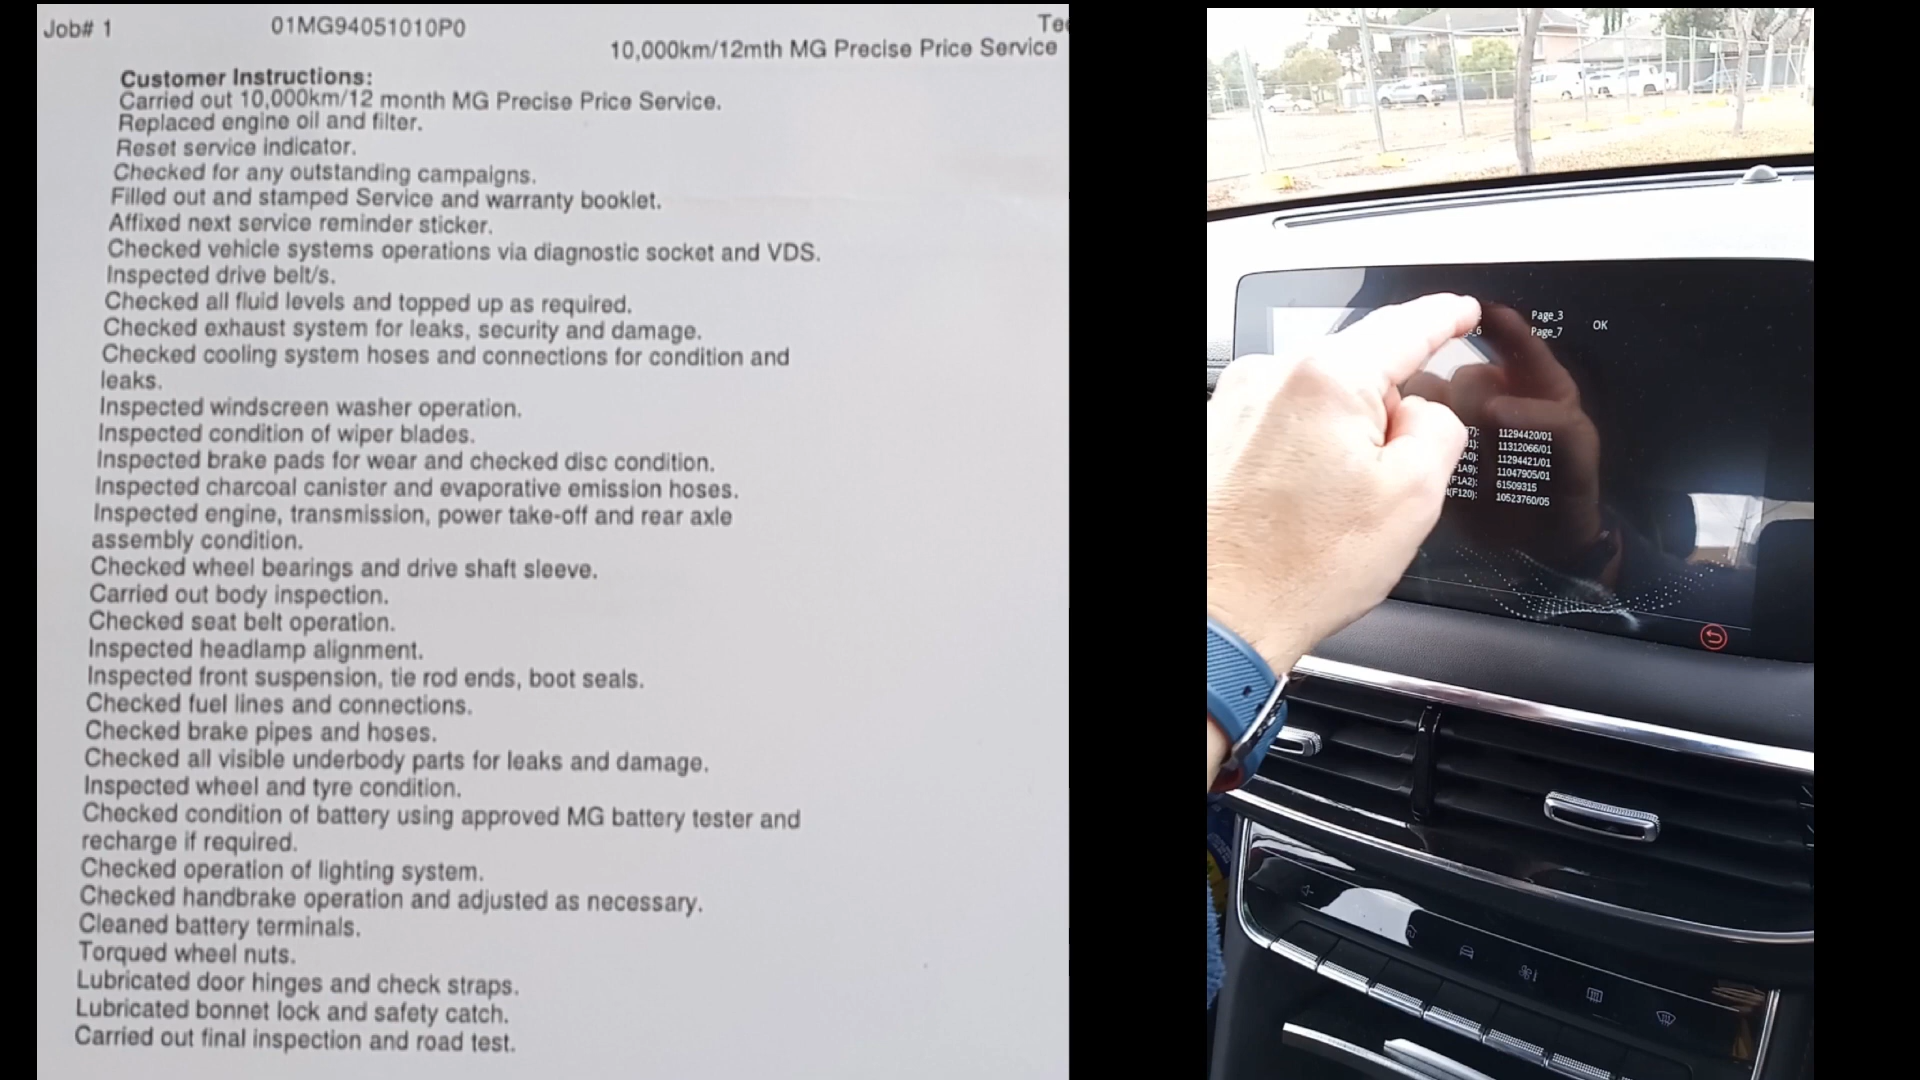 Job# 1 01MG94051010P0
10,000km/12mth MG Precise Price Service
Customer Instructions:
Carried out 10,000km/12 month MG Precise Price Service.
Replaced engine oil and filter.
Reset service indicator.
Checked for any outstanding campaigns.
Filled out and stamped Service and warranty booklet.
Affixed next service reminder sticker.
Checked vehicle systems operations via diagnostic socket and VDS.
Inspected drive belt/s.
Checked all fluid levels and topped up as required.
Checked exhaust system for leaks, security and damage.
Checked cooling system hoses and connections for condition and
leaks.
Inspected windscreen washer operation.
Inspected condition of wiper blades.
Inspected brake pads for wear and checked disc condition.
Inspected charcoal canister and evaporative emission hoses.
Inspected engine, transmission, power take-off and rear axle
assembly condition.
Checked wheel bearings and drive shaft sleeve.
Carried out body inspection.
Checked seat belt operation.
Inspected headlamp alignment.
Inspected front suspension, tie rod ends, boot seals.
Checked fuel lines and connections.
Checked brake pipes and hoses.
Checked all visible underbody parts for leaks and damage.
Inspected wheel and tyre condition.
Checked condition of battery using approved MG battery tester and
recharge if required.
Checked operation of lighting system.
Checked handbrake operation and adjusted as necessary.
Cleaned battery terminals.
Torqued wheel nuts.
Lubricated door hinges and check straps.
Lubricated bonnet lock and safety catch.
Carried out final inspection and road test.
Page_3
OK
Page_7
11294420/01
11312066/01
11294421/01
11047905/01
(F1A2): 61509315
(F120): 10523760/05